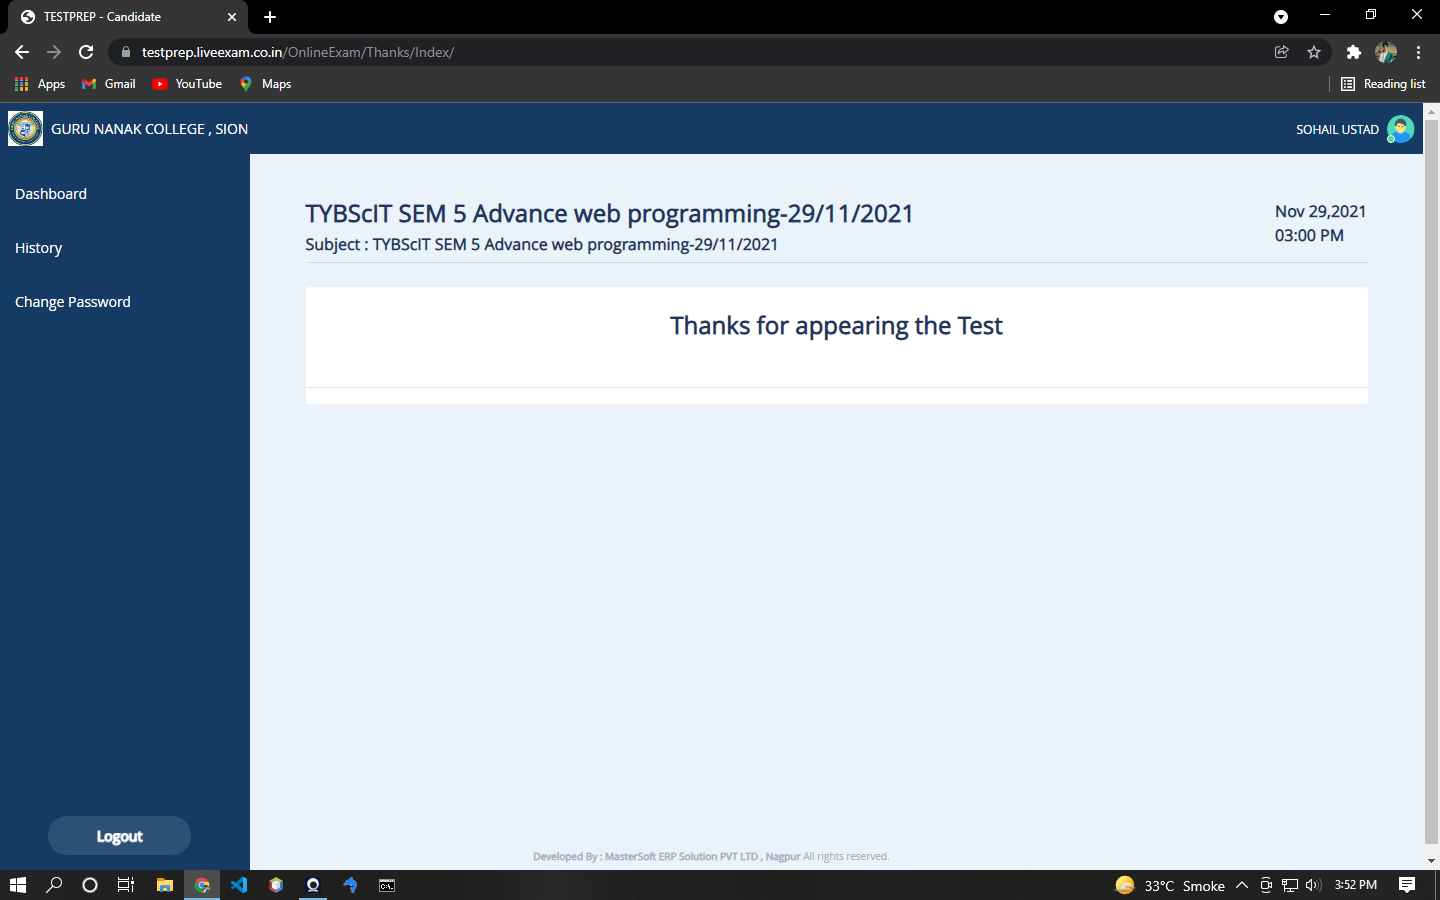 TESTPREP - Candidate
testprep.liveexam.co.in/OnlineExam/Thanks/Index/
Apps Gmail YouTube Maps Reading list
GURU NANAK COLLEGE , SION
SOHAIL USTAD
Dashboard
History
Change Password
Logout
TYBScIT SEM 5 Advance web programming-29/11/2021
Subject : TYBScIT SEM 5 Advance web programming-29/11/2021
Nov 29,2021
03:00 PM
Thanks for appearing the Test
Developed By : MasterSoft ERP Solution PVT LTD , Nagpur All rights reserved.
33°C Smoke 3:52 PM